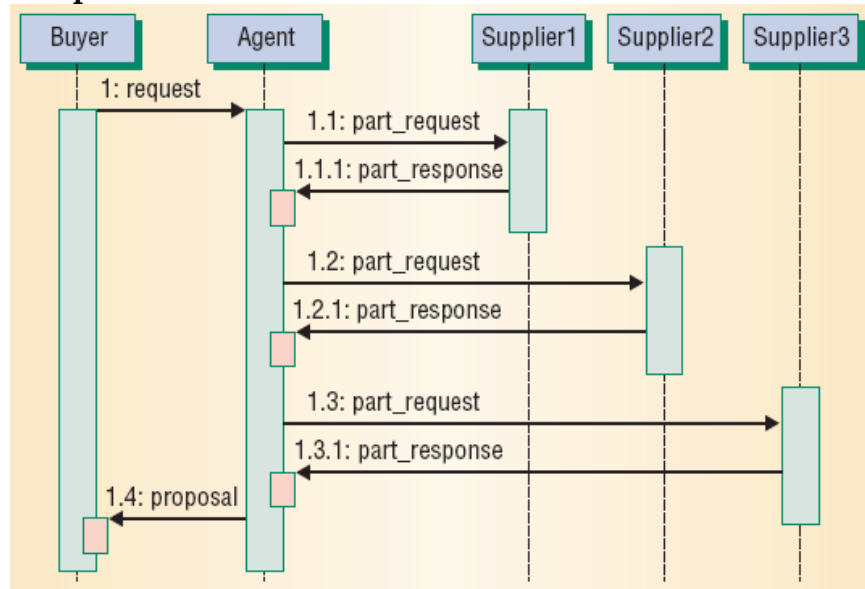 Buyer
Agent
Supplier1
Supplier2
Supplier3
1: request
1.1: part_request
1.1.1: part_response
1.2: part_request
1.2.1: part_response
1.3: part_request
1.3.1: part_response
1.4: proposal